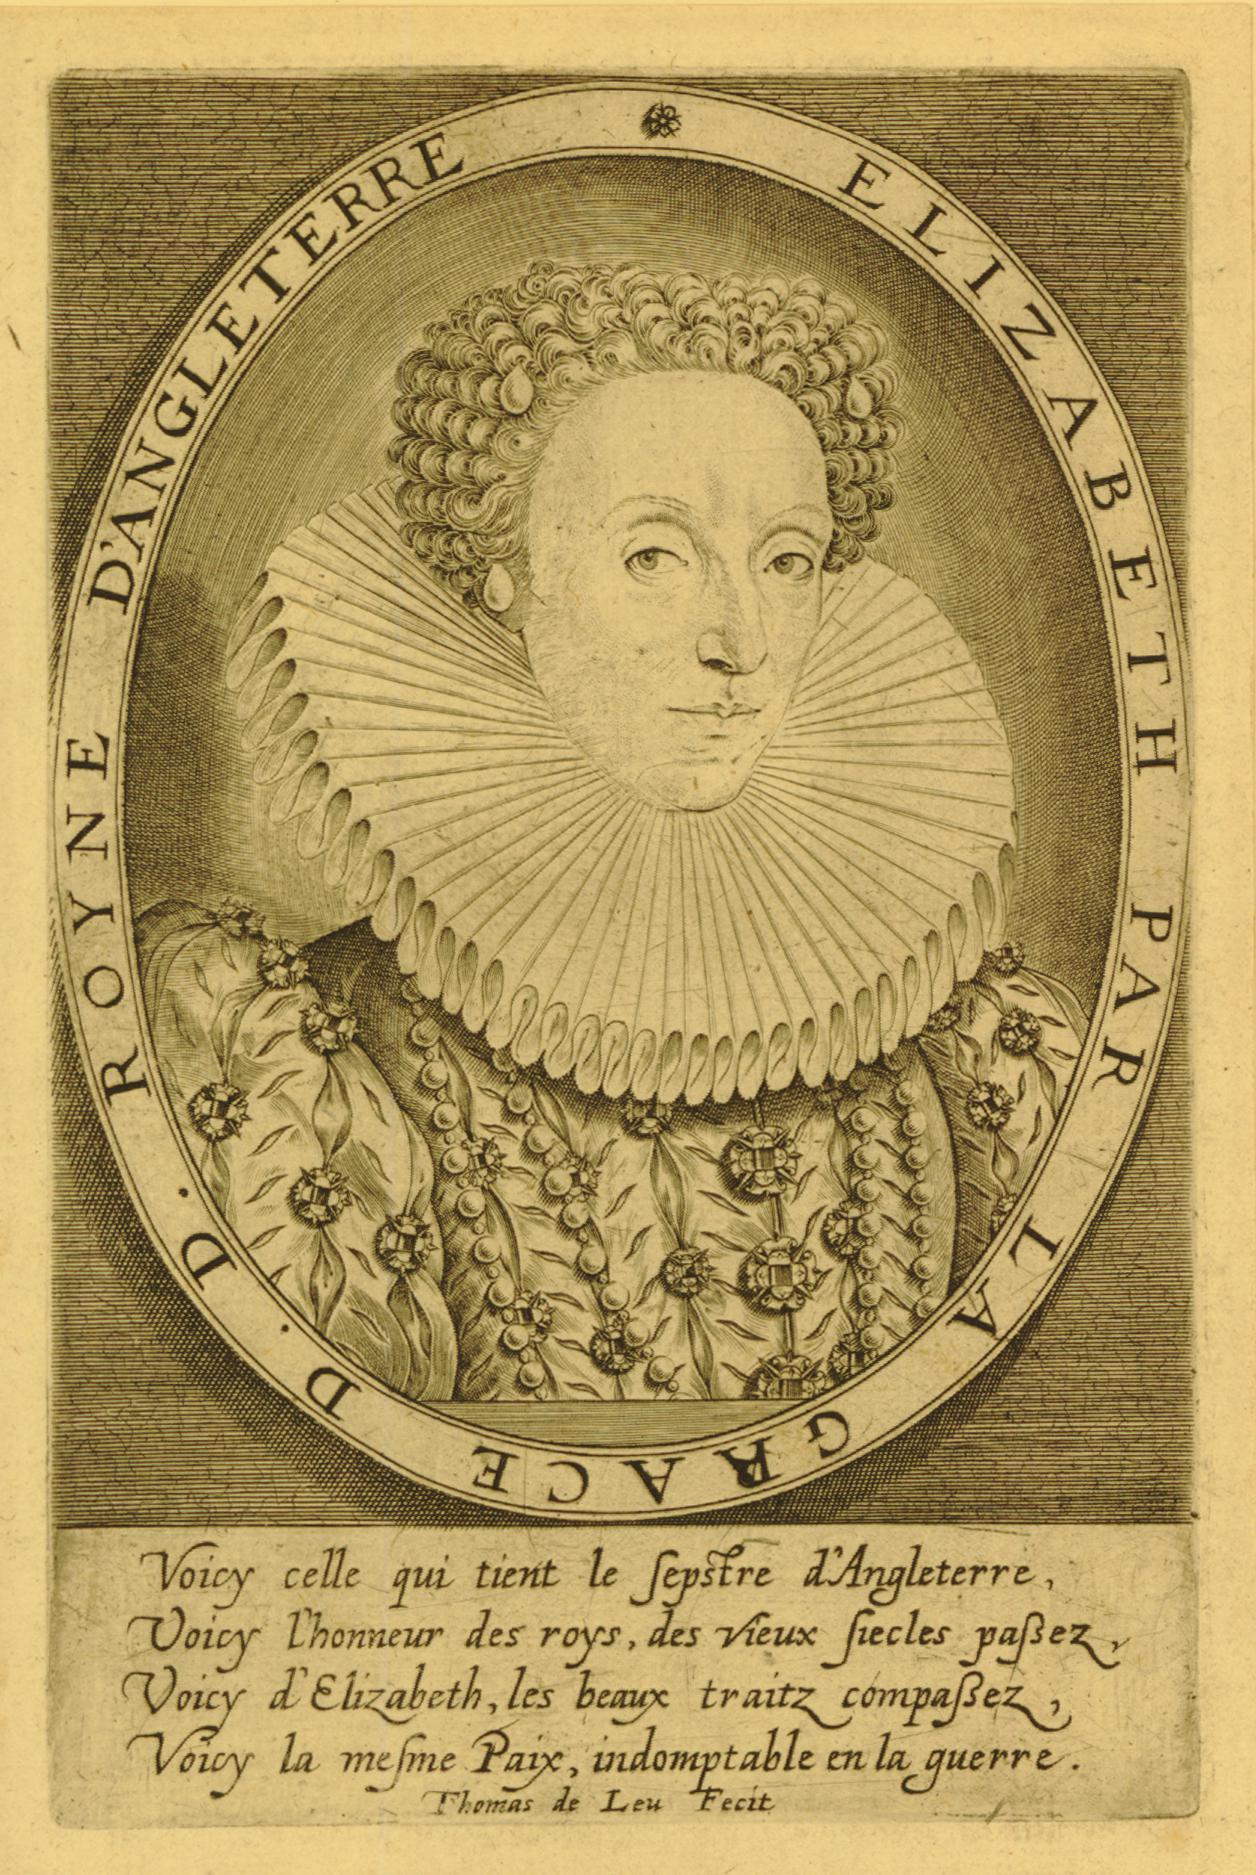 ELIZABETH PAR LA GRACE D. D. ROYNE D'ANGLETERRE
Voicy celle qui tient le ſepstre d'Angleterre,
Voicy l'honneur des roys, des vieux ſiecles paßez,
Voicy d'Elizabeth, les beaux traitz compaßez,
Voicy la meſme Paix, indomptable en la guerre.
Thomas de Leu Fecit